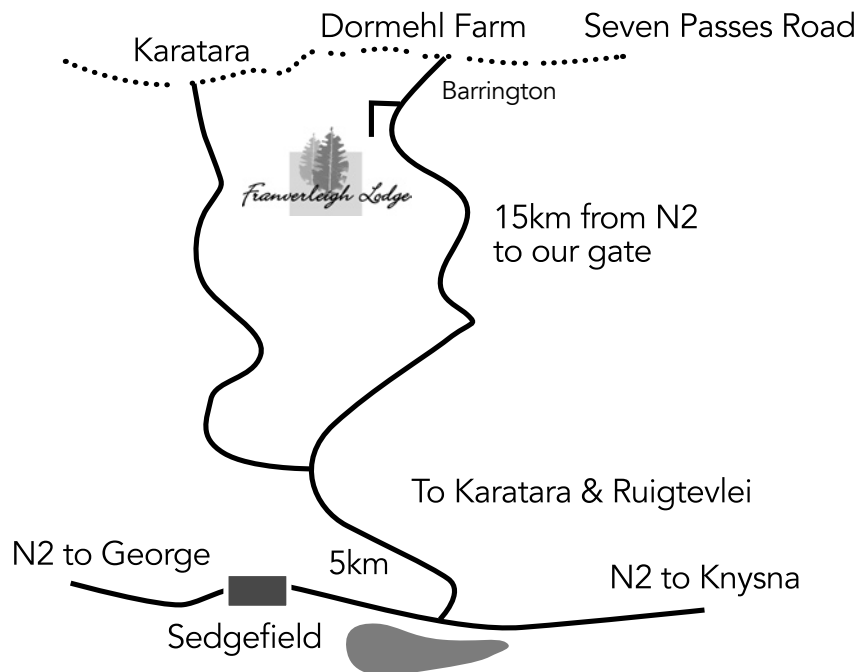 Dormehl Farm
Seven Passes Road
Karatara
Barrington
Franverleigh Lodge
15km from N2
to our gate
To Karatara & Ruigtevlei
N2 to George
5km
N2 to Knysna
Sedgefield